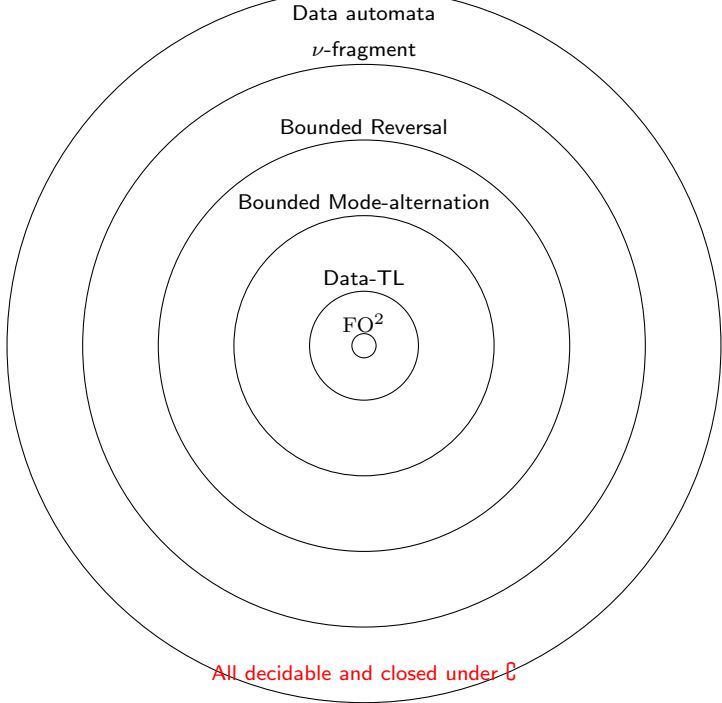 Data automata
ν-fragment
Bounded Reversal
Bounded Mode-alternation
Data-TL
FO²
All decidable and closed under ∁